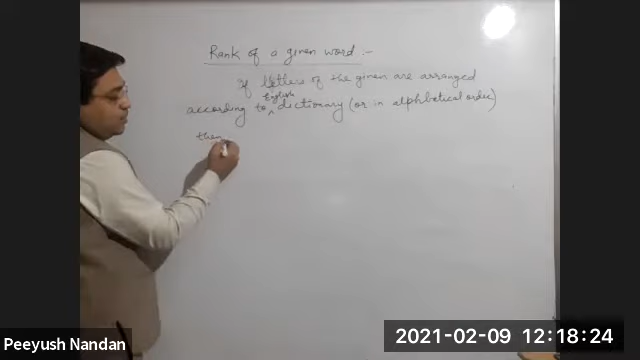 Rank of a given word :-
If letters of the given are arranged
according to ^ English dictionary (or in alphbetical order)
then
Peeyush Nandan
2021-02-09 12:18:24